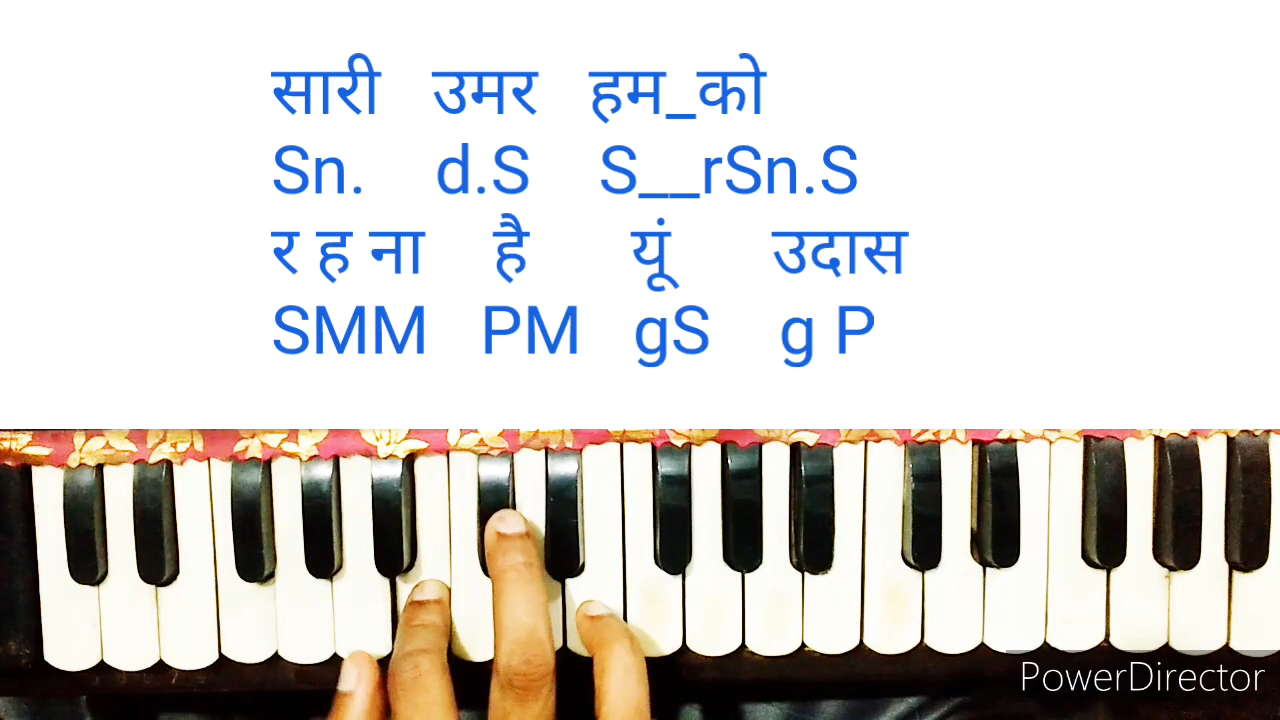 सारी उमर हम_को
Sn. d.S S__rSn.S
र ह ना है यूं उदास
SMM PM gS g P
PowerDirector